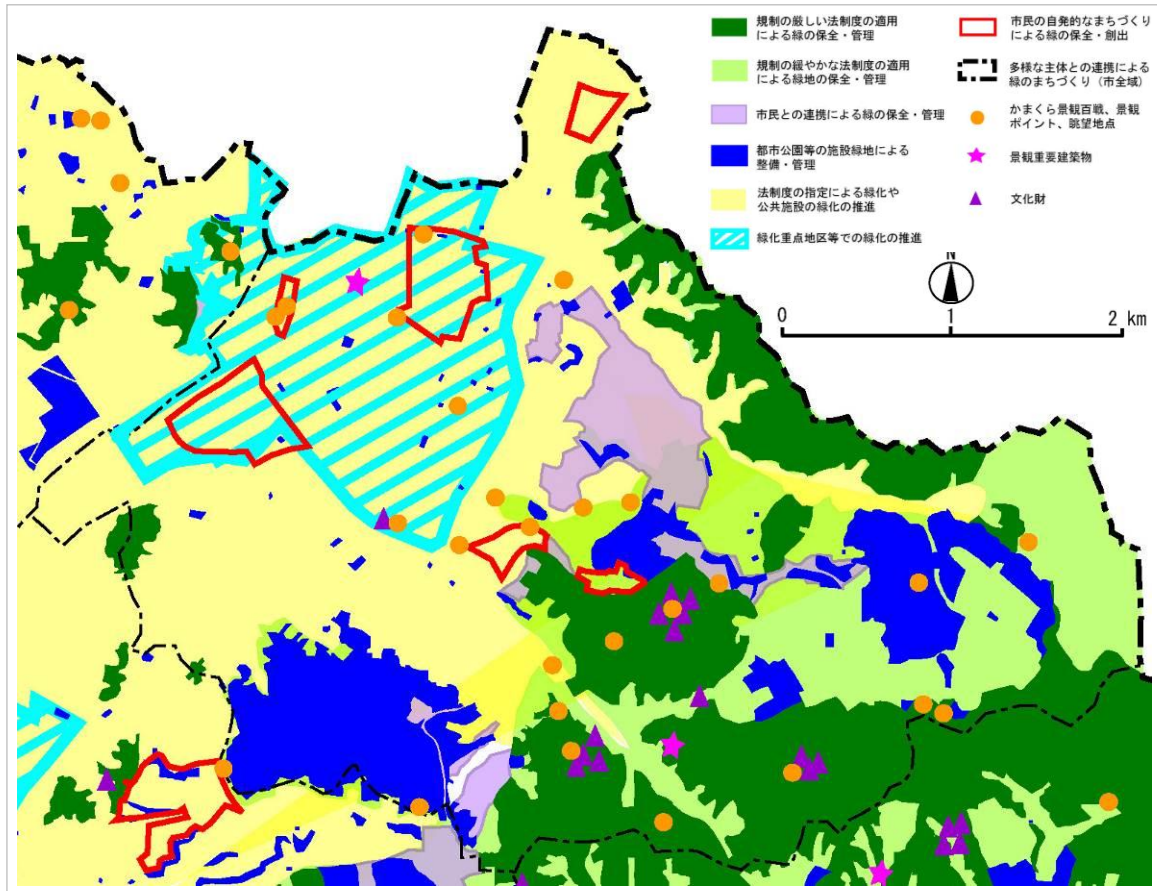 規制の厳しい法制度の適用
による緑の保全・管理
規制の緩やかな法制度の適用
による緑地の保全・管理
市民との連携による緑の保全・管理
都市公園等の施設緑地による
整備・管理
法制度の指定による緑化や
公共施設の緑化の推進
緑化重点地区等での緑化の推進
市民の自発的なまちづくり
による緑の保全・創出
多様な主体との連携による
緑のまちづくり（市全域）
かまくら景観百戦、景観
ポイント、眺望地点
景観重要建築物
文化財
N
0 1 2 km